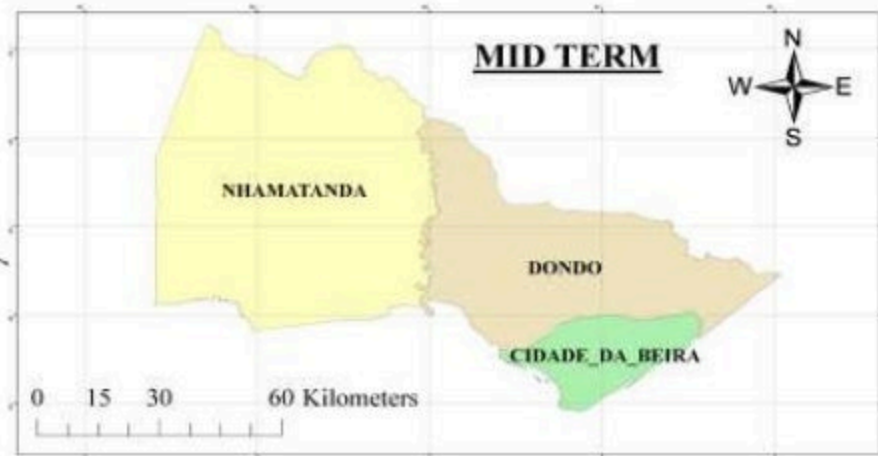 MID TERM
N
W E
S
NHAMATANDA
DONDO
CIDADE_DA_BEIRA
0 15 30 60 Kilometers